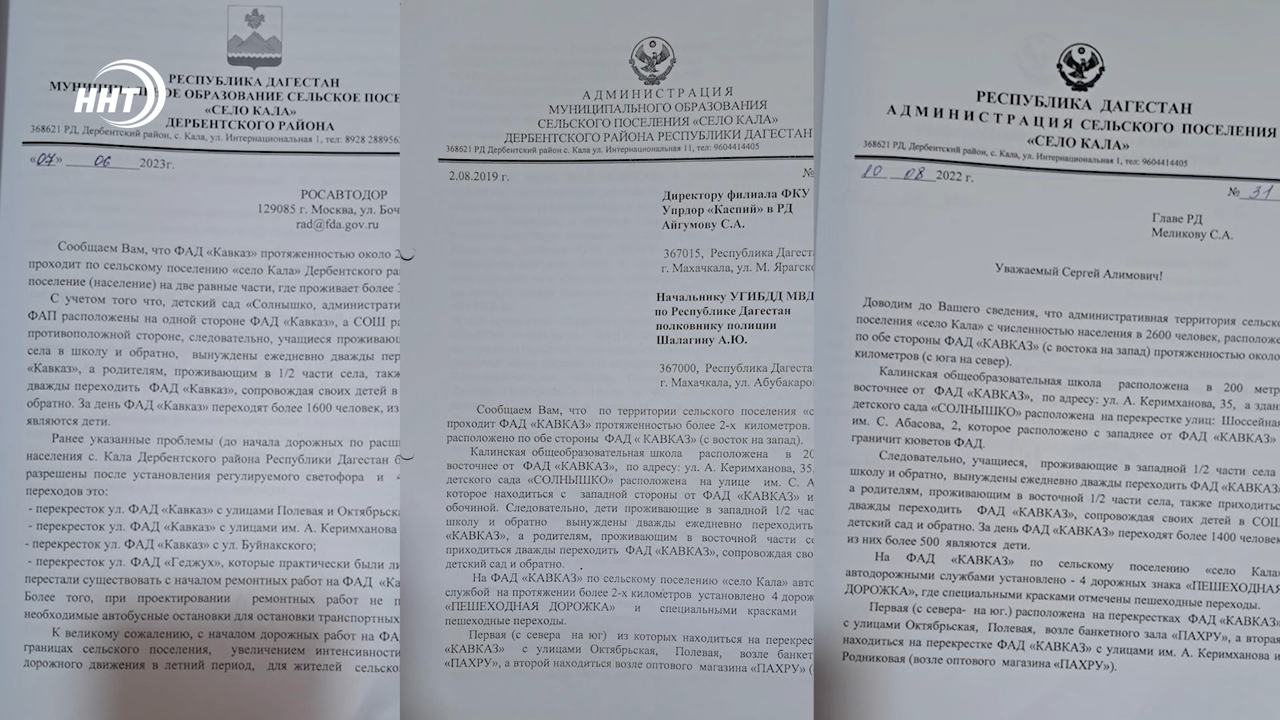 ННТ
РЕСПУБЛИКА ДАГЕСТАН
МУНИЦИПАЛЬНОЕ ОБРАЗОВАНИЕ СЕЛЬСКОЕ ПОСЕ
«СЕЛО КАЛА»
ДЕРБЕНТСКОГО РАЙОНА
368621 РД, Дербентский район, с. Кала, ул. Интернациональная 1, тел: 8928 288956
«07» 06 2023г.
РОСАВТОДОР
129085 г. Москва, ул. Боч
rad@fda.gov.ru
Сообщаем Вам, что ФАД «Кавказ» протяженностью около 2
проходит по сельскому поселению «село Кала» Дербентского ра
поселение (население) на две равные части, где проживает более
С учетом того что, детский сад «Солнышко, администрати
ФАП расположены на одной стороне ФАД «Кавказ», а СОШ ра
противоположной стороне, следовательно, учащиеся проживаю
села в школу и обратно, вынуждены ежедневно дважды пер
«Кавказ», а родителям, проживающим в 1/2 части села, такж
дважды переходить ФАД «Кавказ», сопровождая своих детей в
обратно. За день ФАД «Кавказ» переходят более 1600 человек, из
являются дети.
Ранее указанные проблемы (до начала дорожных по расш
населения с. Кала Дербентского района Республики Дагестан б
разрешены после установления регулируемого светофора и 4
переходов это:
- перекресток ул. ФАД «Кавказ» с улицами Полевая и Октябрьска
- перекресток ул. ФАД «Кавказ» с улицами им. А. Керимханова
- перекресток ул. ФАД «Кавказ» с ул. Буйнакского;
- перекресток ул. ФАД «Геджух», которые практически были ли
перестали существовать с началом ремонтных работ на ФАД «Ка
Более того, при проектировании ремонтных работ не п
необходимые автобусные остановки для остановки транспортных
К великому сожалению, с началом дорожных работ на ФА
границах сельского поселения, увеличением интенсивности
дорожного движения в летний период, для жителей сельско
АДМИНИСТРАЦИЯ
МУНИЦИПАЛЬНОГО ОБРАЗОВАНИЯ
СЕЛЬСКОГО ПОСЕЛЕНИЯ «СЕЛО КАЛА»
ДЕРБЕНТСКОГО РАЙОНА РЕСПУБЛИКИ ДАГЕСТАН
368621 РД Дербентский район с. Кала ул. Интернациональная 11, тел: 9604414405
2.08.2019 г. №
Директору филиала ФКУ
Упрдор «Каспий» в РД
Айгумову С.А.
367015, Республика Дагест
г. Махачкала, ул. М. Ярагск
Начальнику УГИБДД МВД
по Республике Дагестан
полковнику полиции
Шалагину А.Ю.
367000, Республика Дагест
г. Махачкала, ул. Абубакаро
Сообщаем Вам, что по территории сельского поселения «с
проходит ФАД «КАВКАЗ» протяженностью более 2-х километров.
расположено по обе стороны ФАД « КАВКАЗ» (с восток на запад).
Калинская общеобразовательная школа расположена в 20
восточнее от ФАД «КАВКАЗ», по адресу: ул. А. Керимханова, 35,
детского сада «СОЛНЫШКО» расположена на улице им. С. А
которое находиться с западной стороны от ФАД «КАВКАЗ» и
обочиной. Следовательно, дети проживающие в западной 1/2 час
школу и обратно вынуждены дважды ежедневно переходить
«КАВКАЗ», а родителям, проживающим в восточной части се
приходиться дважды переходить ФАД «КАВКАЗ», сопровождая сво
детский сад и обратно.
На ФАД «КАВКАЗ» по сельскому поселению «село Кала» авто
службой на протяжении более 2-х километров установлено 4 дорож
«ПЕШЕХОДНАЯ ДОРОЖКА» и специальными красками
пешеходные переходы.
Первая (с севера на юг) из которых находиться на перекрес
«КАВКАЗ» с улицами Октябрьская, Полевая, возле банкет
«ПАХРУ», а второй находиться возле оптового магазина «ПАХРУ» (
РЕСПУБЛИКА ДАГЕСТАН
АДМИНИСТРАЦИЯ СЕЛЬСКОГО ПОСЕЛЕНИЯ
«СЕЛО КАЛА»
368621 РД, Дербентский район, с. Кала, ул. Интернациональная 1, тел: 9604414405
10 08 2022 г.
№ 31
Главе РД
Меликову С.А.
Уважаемый Сергей Алимович!
Доводим до Вашего сведения, что административная территория сельско
поселения «село Кала» с численностью населения в 2600 человек, расположе
по обе стороны ФАД «КАВКАЗ» (с востока на запад) протяженностью около
километров (с юга на север).
Калинская общеобразовательная школа расположена в 200 метр
восточнее от ФАД «КАВКАЗ», по адресу: ул. А. Керимханова, 35, а здан
детского сада «СОЛНЫШКО» расположена на перекрестке улиц: Шоссейная
им. С. Абасова, 2, которое расположено с западнее от ФАД «КАВКАЗ»
граничит кюветов ФАД.
Следовательно, учащиеся, проживающие в западной 1/2 части села
школу и обратно, вынуждены ежедневно дважды переходить ФАД «КАВКАЗ»
а родителям, проживающим в восточной 1/2 части села, также приходитьс
дважды переходить ФАД «КАВКАЗ», сопровождая своих детей в СОШ
детский сад и обратно. За день ФАД «КАВКАЗ» переходят более 1400 человек
из них более 500 являются дети.
На ФАД «КАВКАЗ» по сельскому поселению «село Кала»
автодорожными службами установлено - 4 дорожных знака «ПЕШЕХОДНАЯ
ДОРОЖКА», где специальными красками отмечены пешеходные переходы.
Первая (с севера- на юг.) расположена на перекрестках ФАД «КАВКАЗ»
с улицами Октябрьская, Полевая, возле банкетного зала «ПАХРУ», а вторая
находиться на перекрестке ФАД «КАВКАЗ» с улицами им. А. Керимханова и
Родниковая (возле оптового магазина «ПАХРУ»).